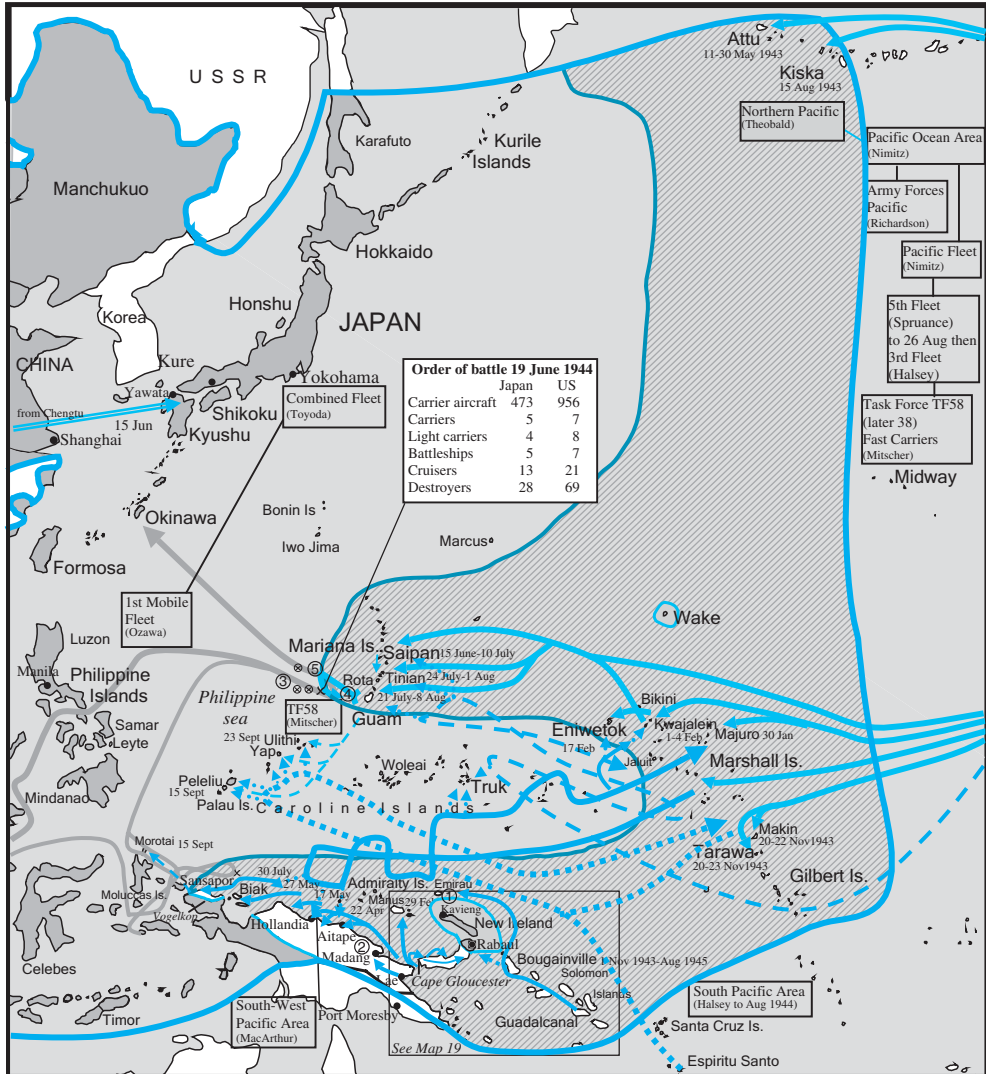 Attu
11-30 May 1943
Kiska
15 Aug 1943
U S S R
Northern Pacific
(Theobald)
Karafuto
Kurile
Islands
Pacific Ocean Area
(Nimitz)
Manchukuo
Army Forces
Pacific
(Richardson)
Hokkaido
Pacific Fleet
(Nimitz)
Honshu
Korea
JAPAN
5th Fleet
(Spruance)
to 26 Aug then
3rd Fleet
(Halsey)
CHINA
Kure
Yokohama
Yawata
Combined Fleet
(Toyoda)
Shikoku
from Chengtu
15 Jun
Kyushu
Shanghai
Order of battle 19 June 1944
Japan US
Carrier aircraft 473 956
Carriers 5 7
Light carriers 4 8
Battleships 5 7
Cruisers 13 21
Destroyers 28 69
Task Force TF58
(later 38)
Fast Carriers
(Mitscher)
Midway
Okinawa
Bonin Is
Iwo Jima
Marcus
Formosa
1st Mobile
Fleet
(Ozawa)
Wake
Luzon
Mariana Is.
Saipan 15 June-10 July
Manila
Philippine
Islands
⑤
③
Rota
Tinian 24 July-1 Aug
④
21 July-8 Aug
Philippine
sea
TF58
(Mitscher)
Guam
Bikini
Samar
Leyte
23 Sept Ulithi
Yap
Eniwetok
17 Feb
Kwajalein
1-4 Feb
Majuro 30 Jan
Jaluit
Marshall Is.
Woleai
Truk
Peleliu
15 Sept
Palau Is.
Mindanao
Caroline Islands
Makin
20-22 Nov1943
Tarawa
20-23 Nov1943
Morotai 15 Sept
Gilbert Is.
Moluccas Is.
Sansapor
30 July
27 May
Biak
17 May
Admiralty Is.
Emirau
①
Manus 29 Feb
22 Apr
Kavieng
Vogelkop
Hollandia
New Ireland
Aitape
②
Madang
Rabaul
Bougainville 1 Nov 1943-Aug 1945
Celebes
Lae
Cape Gloucester
Solomon
Islands
South Pacific Area
(Halsey to Aug 1944)
Timor
South-West
Pacific Area
(MacArthur)
Port Moresby
Guadalcanal
Santa Cruz Is.
See Map 19
Espiritu Santo